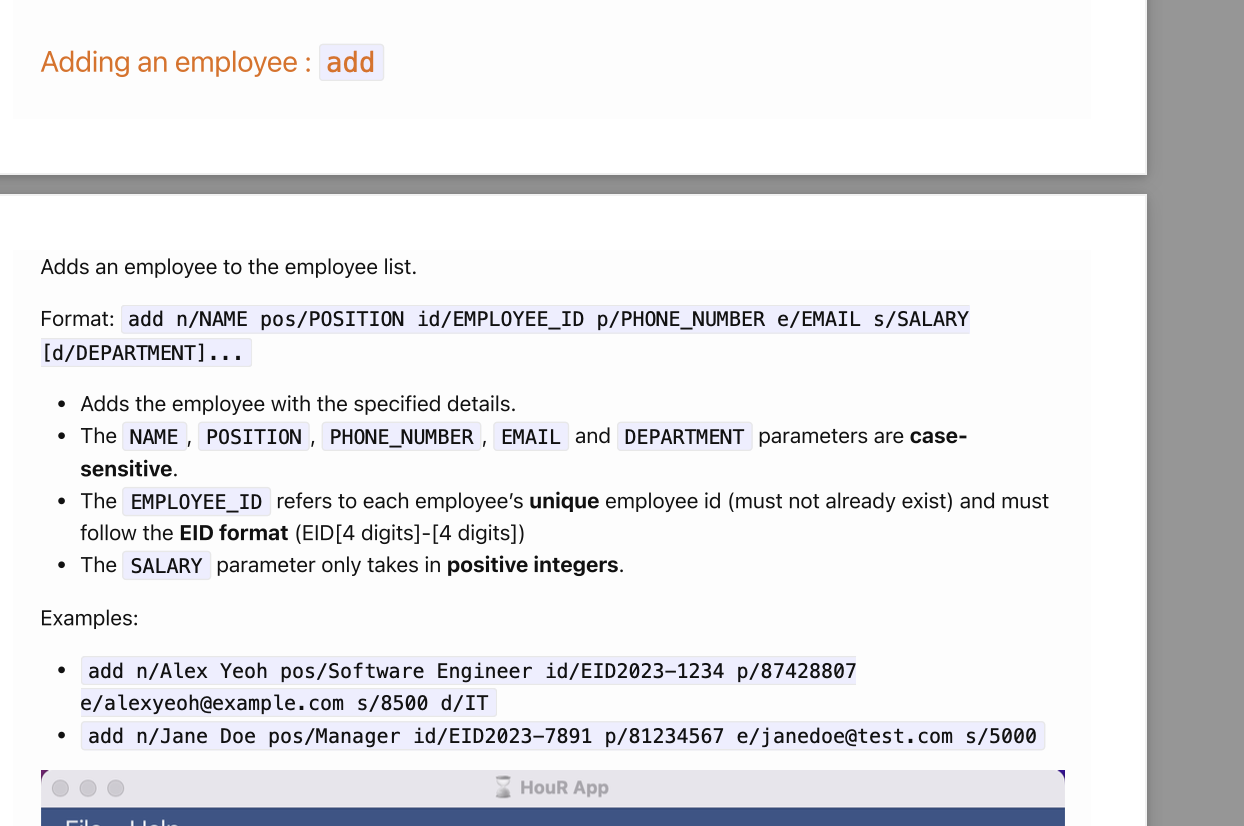 Adding an employee : add
Adds an employee to the employee list.
Format: add n/NAME pos/POSITION id/EMPLOYEE_ID p/PHONE_NUMBER e/EMAIL s/SALARY
[d/DEPARTMENT]...
• Adds the employee with the specified details.
• The NAME, POSITION, PHONE_NUMBER, EMAIL and DEPARTMENT parameters are case-
sensitive.
• The EMPLOYEE_ID refers to each employee’s unique employee id (must not already exist) and must
follow the EID format (EID[4 digits]-[4 digits])
• The SALARY parameter only takes in positive integers.
Examples:
• add n/Alex Yeoh pos/Software Engineer id/EID2023-1234 p/87428807
e/alexyeoh@example.com s/8500 d/IT
• add n/Jane Doe pos/Manager id/EID2023-7891 p/81234567 e/janedoe@test.com s/5000
HouR App
File Help